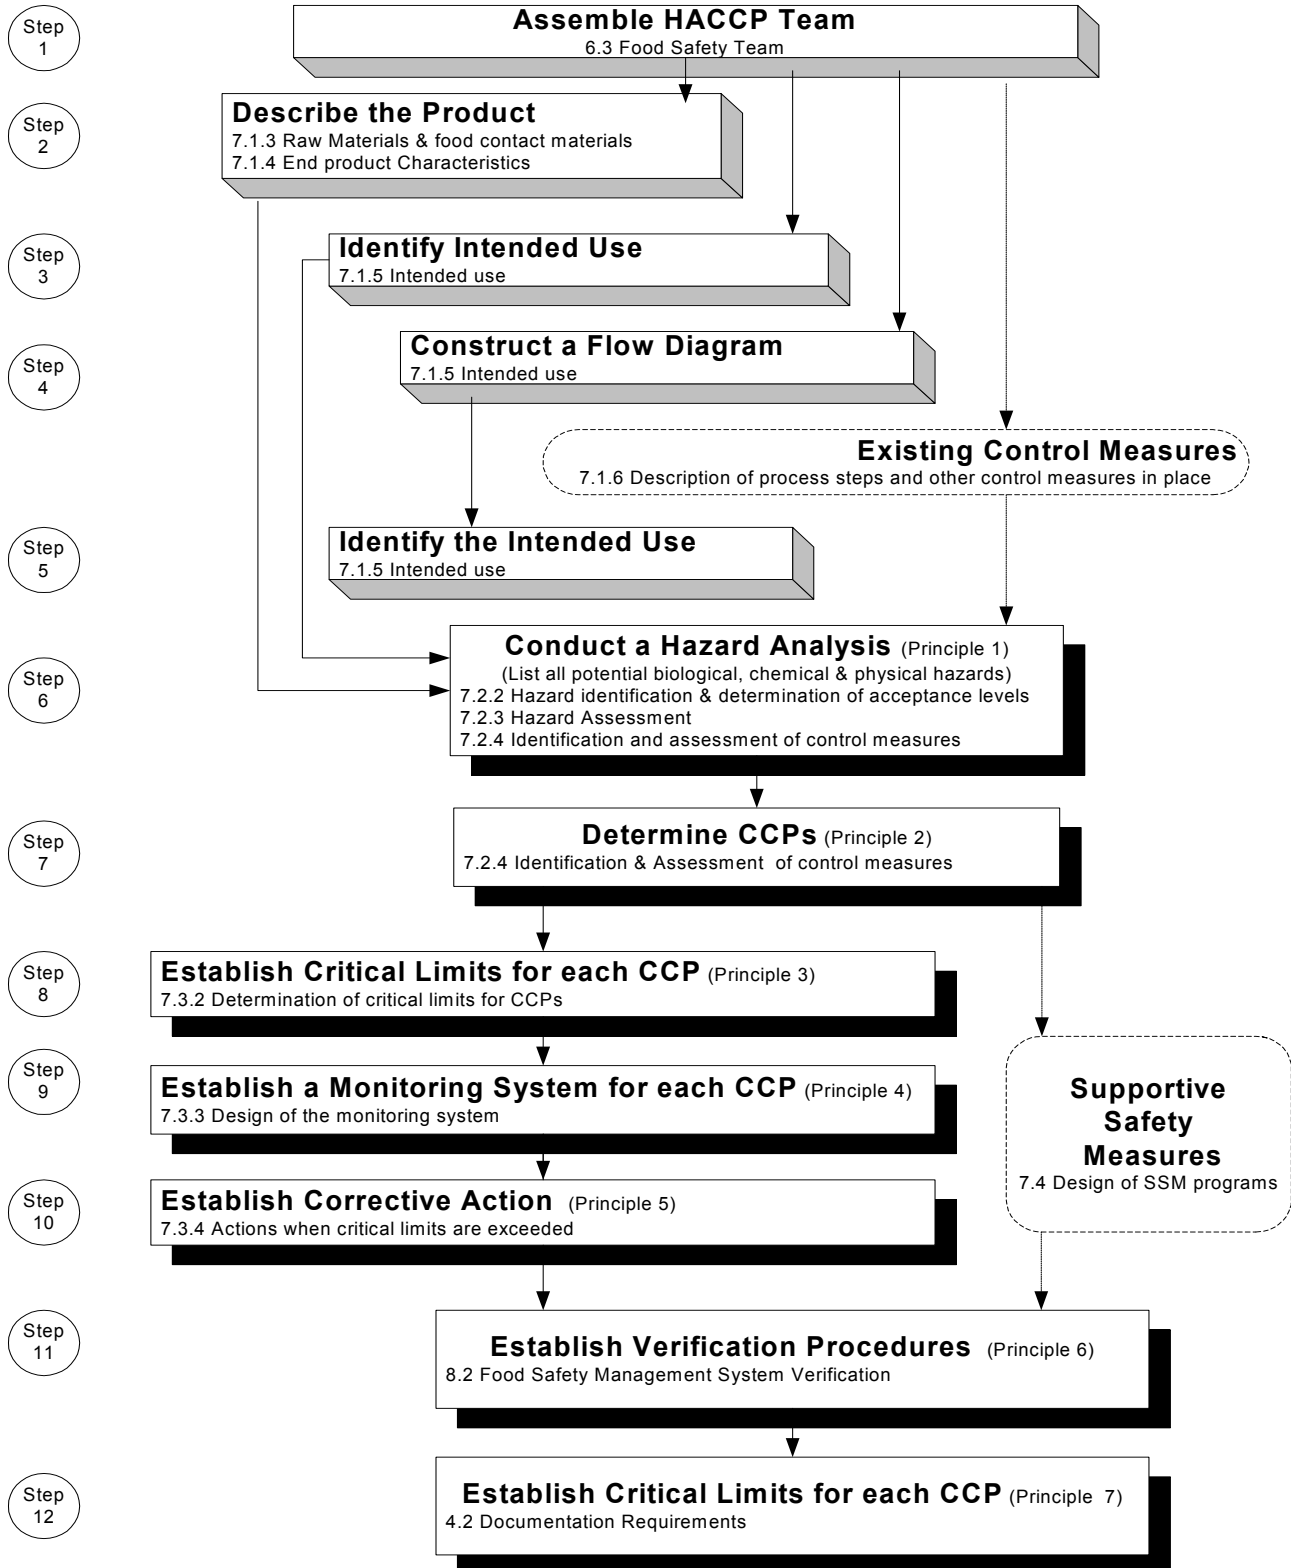 Step
1
Assemble HACCP Team
6.3 Food Safety Team
Step
2
Describe the Product
7.1.3 Raw Materials & food contact materials
7.1.4 End product Characteristics
Step
3
Identify Intended Use
7.1.5 Intended use
Step
4
Construct a Flow Diagram
7.1.5 Intended use
Existing Control Measures
7.1.6 Description of process steps and other control measures in place
Step
5
Identify the Intended Use
7.1.5 Intended use
Step
6
Conduct a Hazard Analysis (Principle 1)
(List all potential biological, chemical & physical hazards)
7.2.2 Hazard identification & determination of acceptance levels
7.2.3 Hazard Assessment
7.2.4 Identification and assessment of control measures
Step
7
Determine CCPs (Principle 2)
7.2.4 Identification & Assessment of control measures
Step
8
Establish Critical Limits for each CCP (Principle 3)
7.3.2 Determination of critical limits for CCPs
Step
9
Establish a Monitoring System for each CCP (Principle 4)
7.3.3 Design of the monitoring system
Supportive
Safety
Measures
7.4 Design of SSM programs
Step
10
Establish Corrective Action (Principle 5)
7.3.4 Actions when critical limits are exceeded
Step
11
Establish Verification Procedures (Principle 6)
8.2 Food Safety Management System Verification
Step
12
Establish Critical Limits for each CCP (Principle 7)
4.2 Documentation Requirements